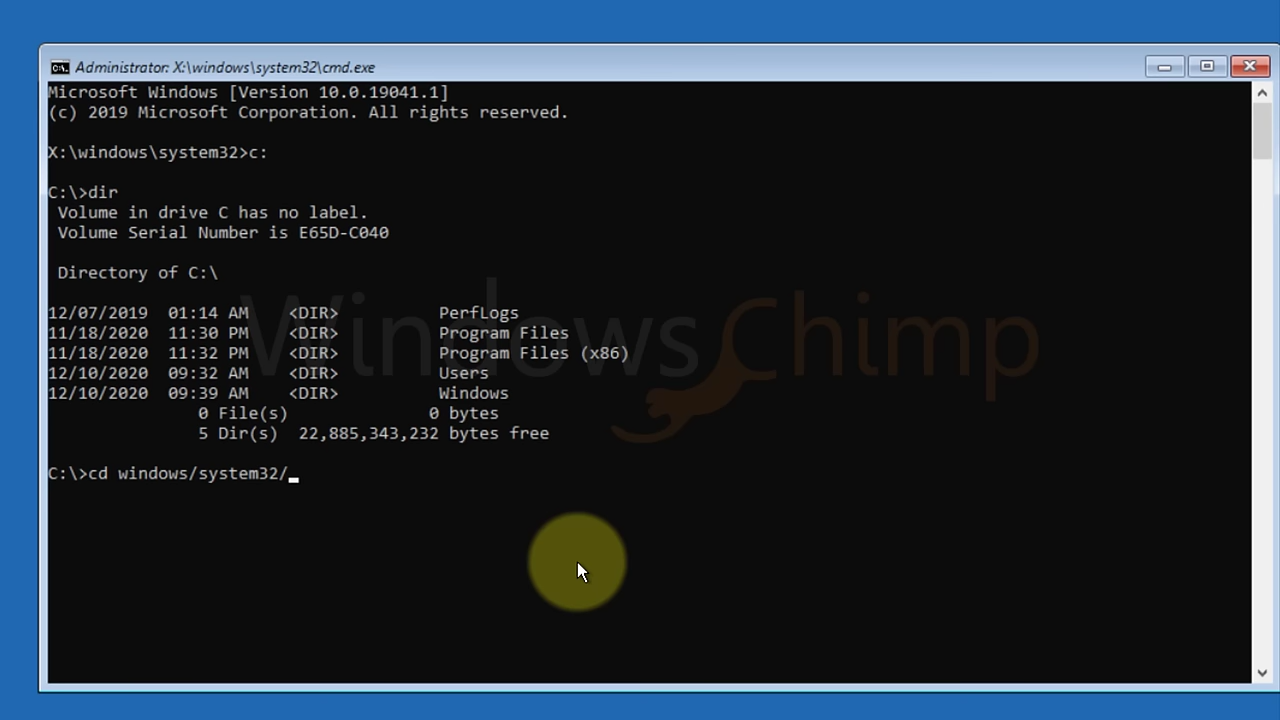 Administrator: X:\windows\system32\cmd.exe
Microsoft Windows [Version 10.0.19041.1]
(c) 2019 Microsoft Corporation. All rights reserved.
X:\windows\system32>c:
C:\>dir
Volume in drive C has no label.
Volume Serial Number is E65D-C040
Directory of C:\
12/07/2019 01:14 AM <DIR> PerfLogs
11/18/2020 11:30 PM <DIR> Program Files
11/18/2020 11:32 PM <DIR> Program Files (x86)
12/10/2020 09:32 AM <DIR> Users
12/10/2020 09:39 AM <DIR> Windows
0 File(s) 0 bytes
5 Dir(s) 22,885,343,232 bytes free
C:\>cd windows/system32/
WindowsChimp